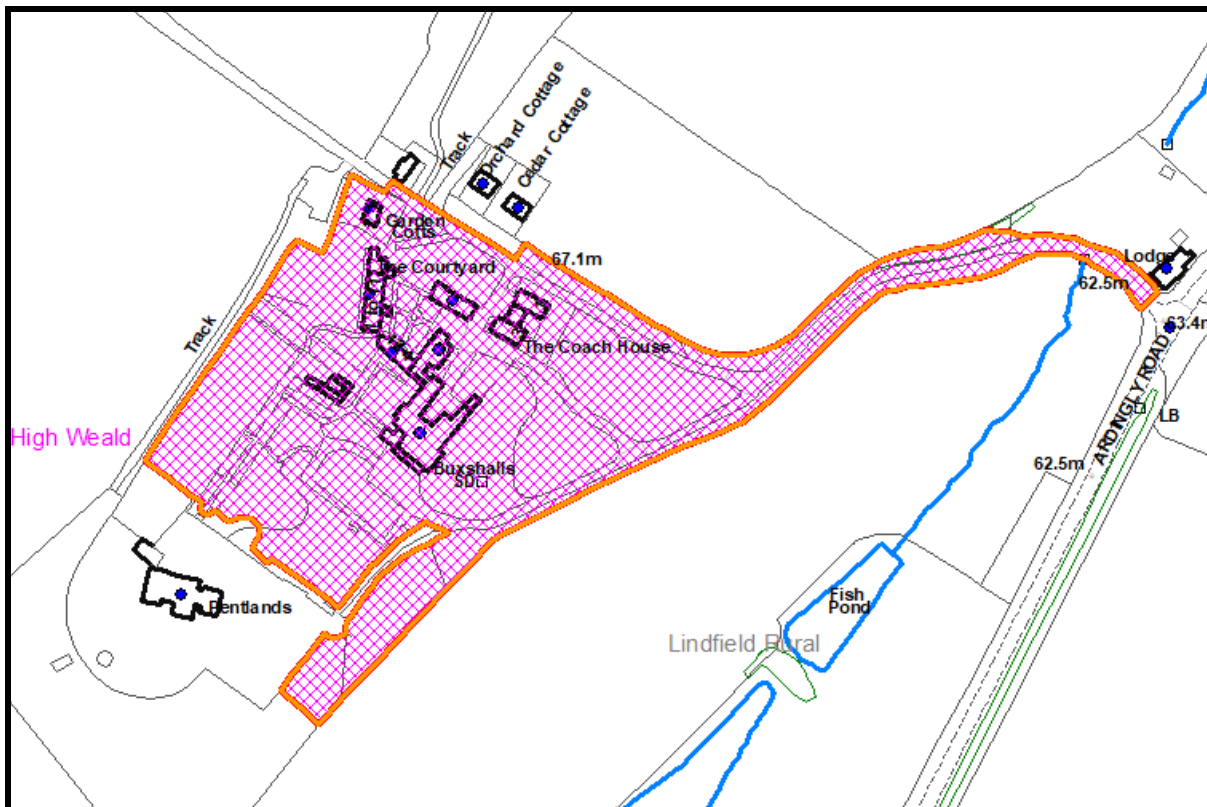 Orchard Cottage
Cedar Cottage
Track
Garden
Cotts
67.1m
The Courtyard
Lodge
62.5m
63.4m
Track
The Coach House
ARDINGLY ROAD
LB
High Weald
62.5m
Buxshalls
SD
Fish
Pond
Pentlands
Lindfield Rural